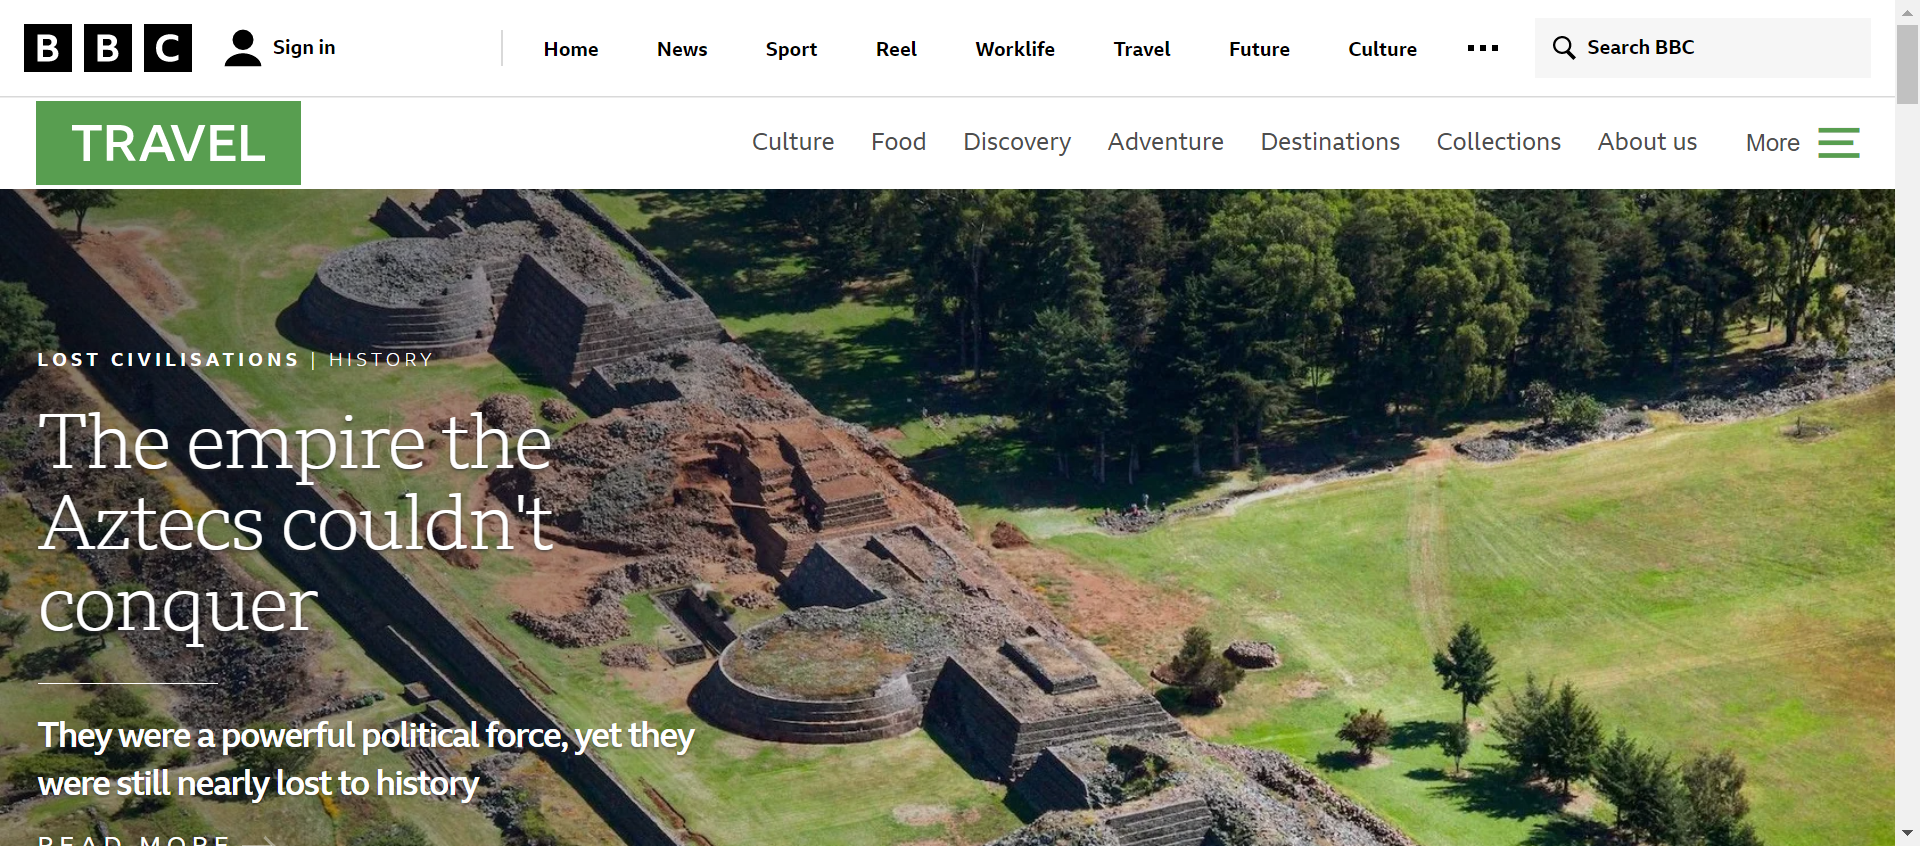 BBC
Sign in
Home News Sport Reel Worklife Travel Future Culture
Search BBC
TRAVEL
Culture Food Discovery Adventure Destinations Collections About us More
LOST CIVILISATIONS | HISTORY
The empire the
Aztecs couldn't
conquer
They were a powerful political force, yet they
were still nearly lost to history
READ MORE